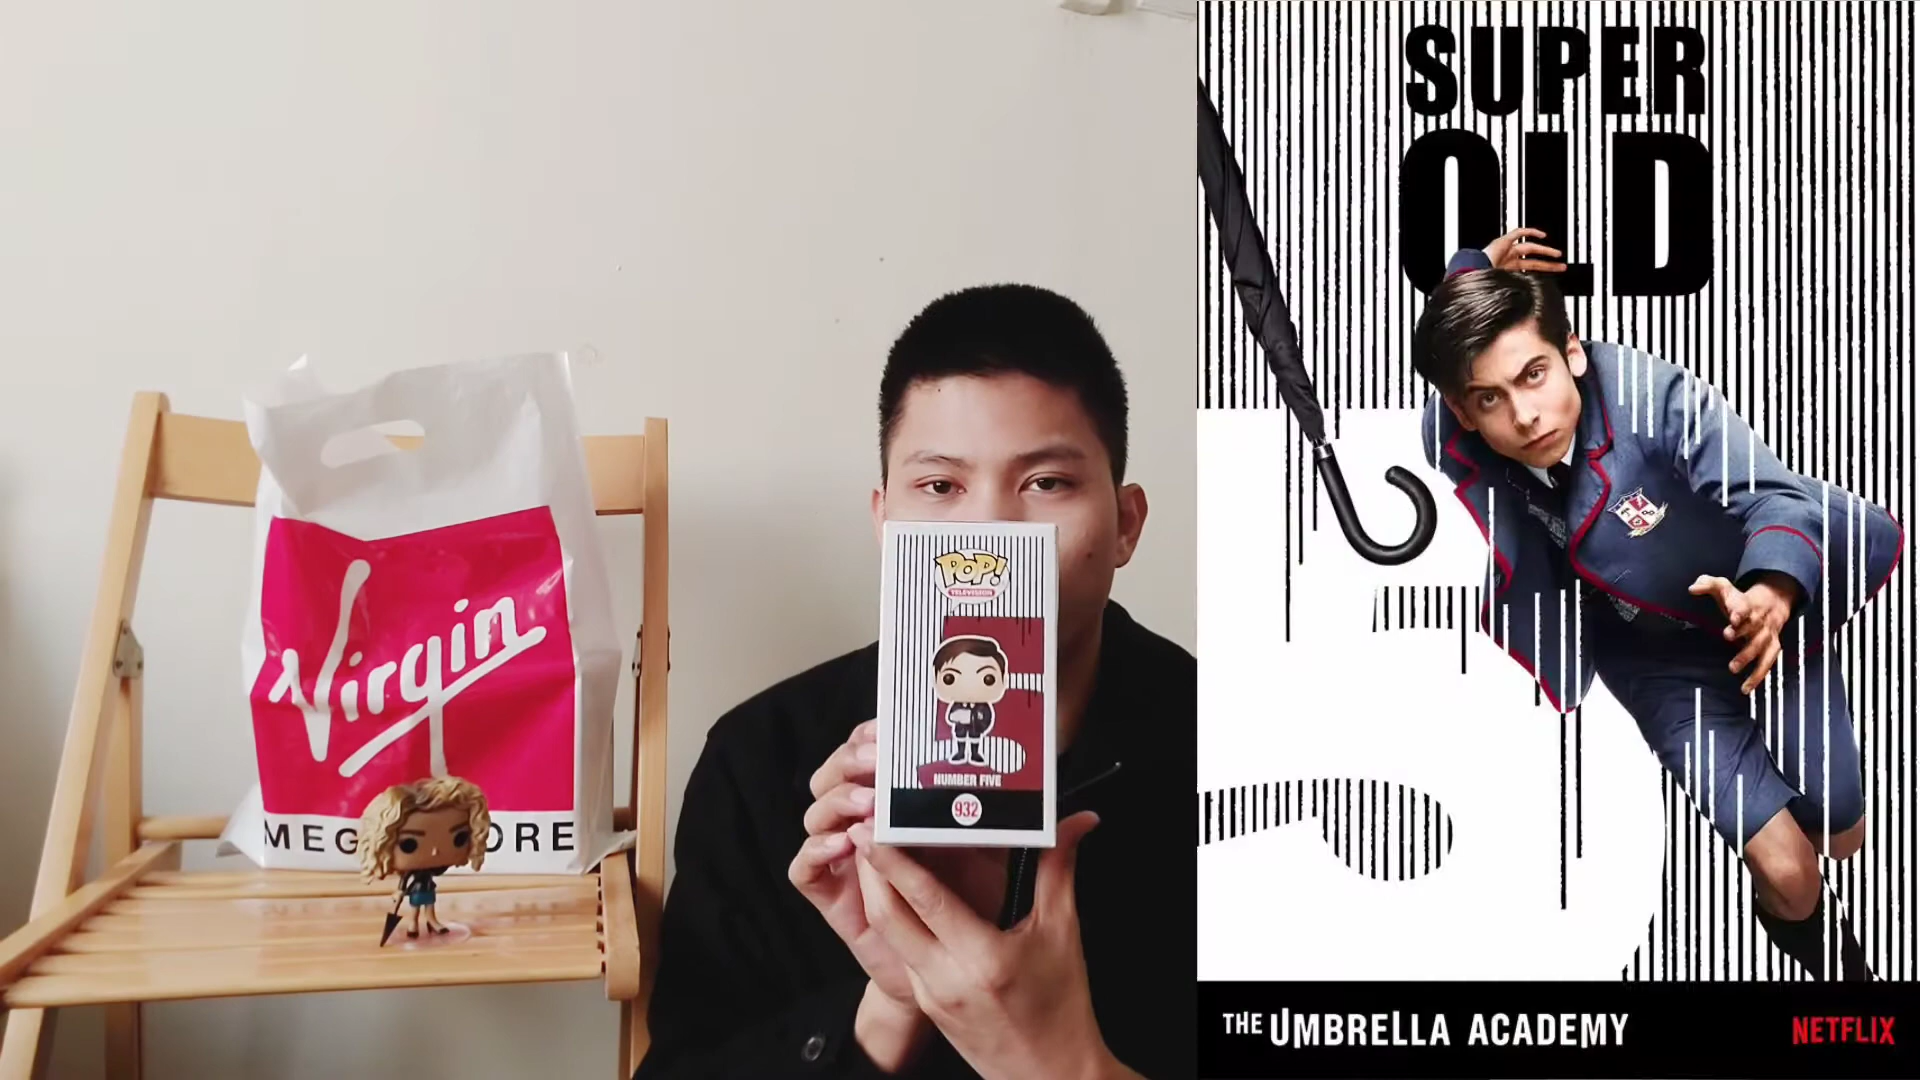 Virgin
MEG
ORE
POP!
TELEVISION
NUMBER FIVE
932
SUPER
OLD
THE UMBRELLA ACADEMY
NETFLIX